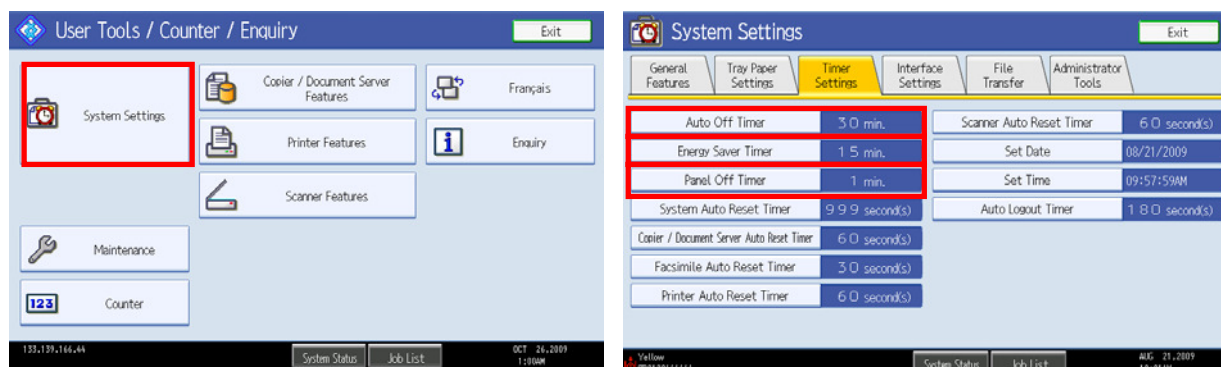 User Tools / Counter / Enquiry
Exit
System Settings
Copier / Document Server
Features
Français
Printer Features
Enquiry
Scanner Features
Maintenance
123
Counter
133.139.166.44
System Status
Job List
OCT 26.2009
1:00AM
System Settings
Exit
General
Features
Tray Paper
Settings
Timer
Settings
Interface
Settings
File
Transfer
Administrator
Tools
Auto Off Timer
30 min.
Scanner Auto Reset Timer
60 second(s)
Energy Saver Timer
15 min.
Set Date
08/21/2009
Panel Off Timer
1 min.
Set Time
09:57:59AM
System Auto Reset Timer
999 second(s)
Auto Logout Timer
180 second(s)
Copier / Document Server Auto Reset Timer
60 second(s)
Facsimile Auto Reset Timer
30 second(s)
Printer Auto Reset Timer
60 second(s)
Yellow
System Status
Job List
AUG 21.2009